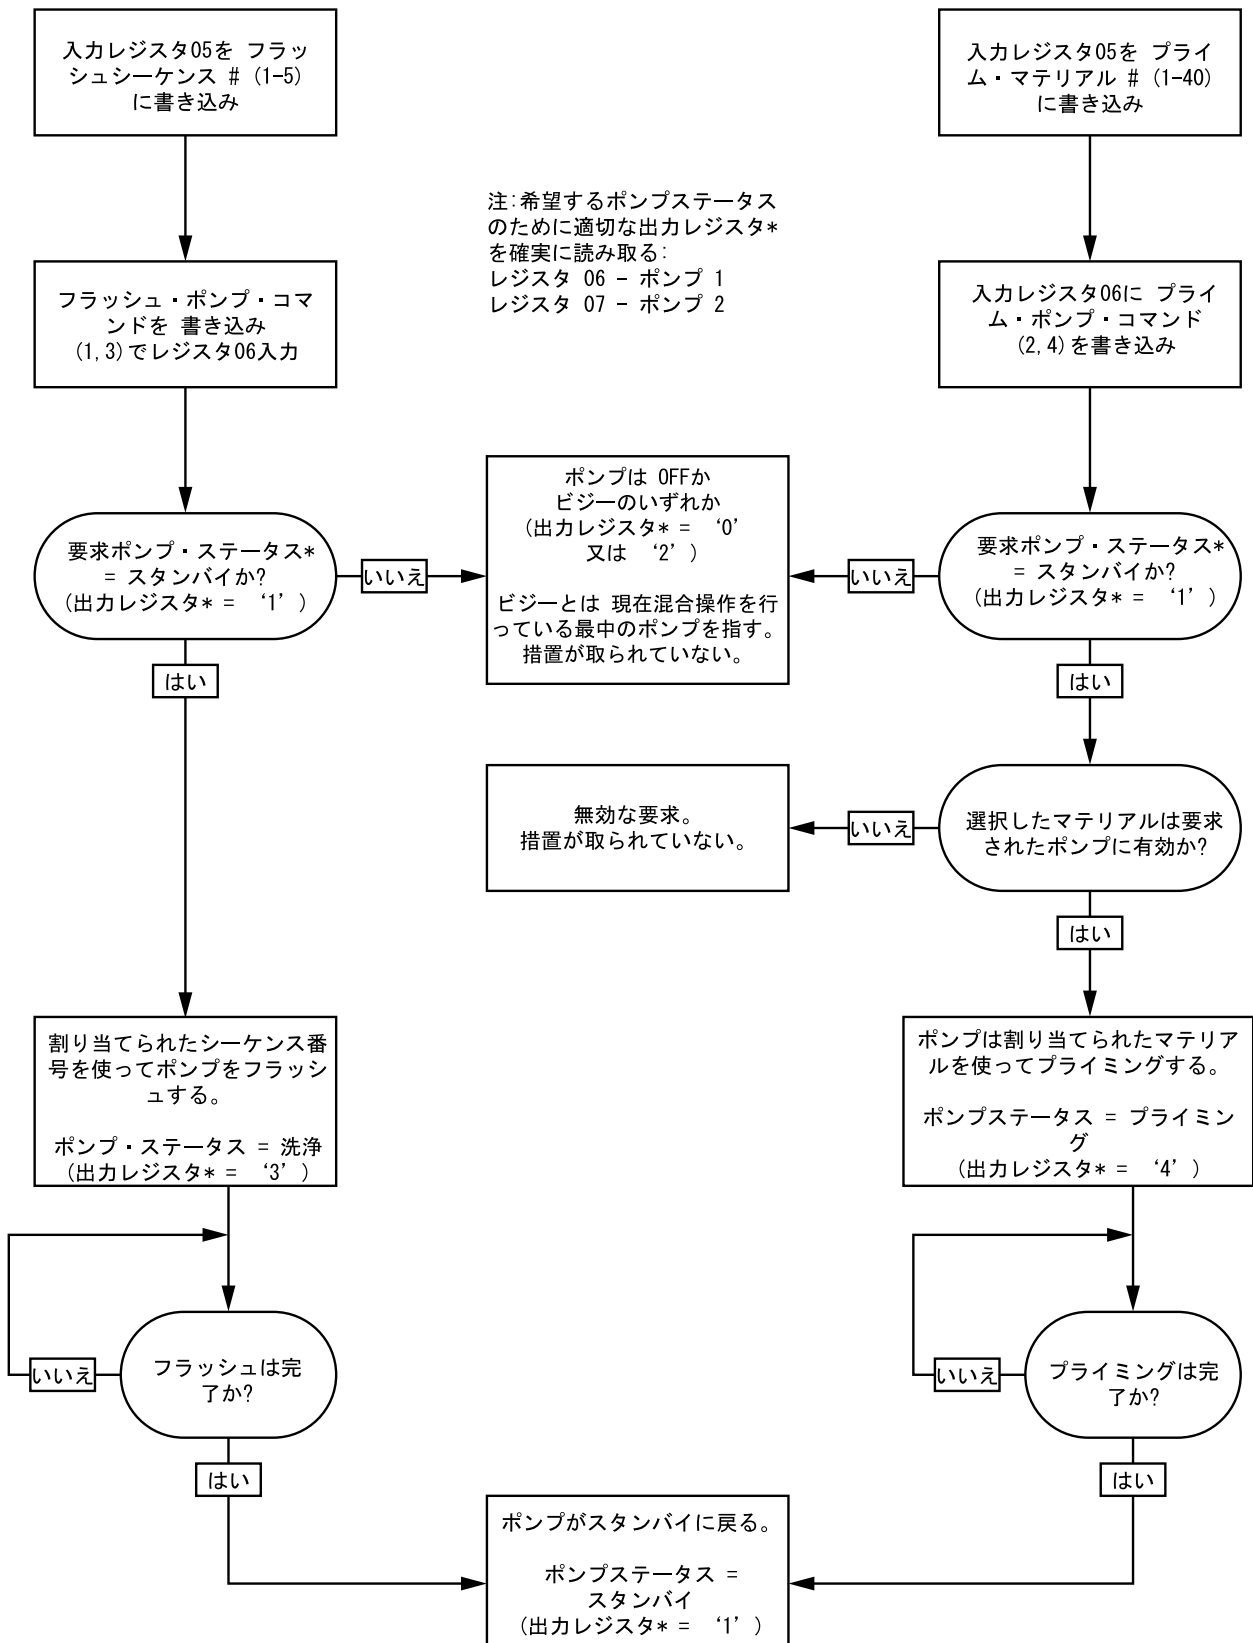 入力レジスタ05を フラッ
シュシーケンス # (1-5)
に書き込み
入力レジスタ05を プライ
ム・マテリアル # (1-40)
に書き込み
注:希望するポンプステータス
のために適切な出力レジスタ*
を確実に読み取る:
レジスタ 06 - ポンプ 1
レジスタ 07 - ポンプ 2
フラッシュ・ポンプ・コマ
ンドを 書き込み
(1,3)でレジスタ06入力
入力レジスタ06に プライ
ム・ポンプ・コマンド
(2,4)を書き込み
要求ポンプ・ステータス*
= スタンバイか?
(出力レジスタ* = ‘1’)
いいえ
ポンプは OFFか
ビジーのいずれか
(出力レジスタ* = ‘0’
又は ‘2’)
ビジーとは 現在混合操作を行
っている最中のポンプを指す。
措置が取られていない。
いいえ
要求ポンプ・ステータス*
= スタンバイか?
(出力レジスタ* = ‘1’)
はい
はい
無効な要求。
措置が取られていない。
いいえ
選択したマテリアルは要求
されたポンプに有効か?
はい
割り当てられたシーケンス番
号を使ってポンプをフラッシ
ュする。
ポンプ・ステータス = 洗浄
(出力レジスタ* = ‘3’)
ポンプは割り当てられたマテリア
ルを使ってプライミングする。
ポンプステータス = プライミン
グ
(出力レジスタ* = ‘4’)
いいえ
フラッシュは完
了か?
いいえ
プライミングは完
了か?
はい
はい
ポンプがスタンバイに戻る。
ポンプステータス =
スタンバイ
(出力レジスタ* = ‘1’)